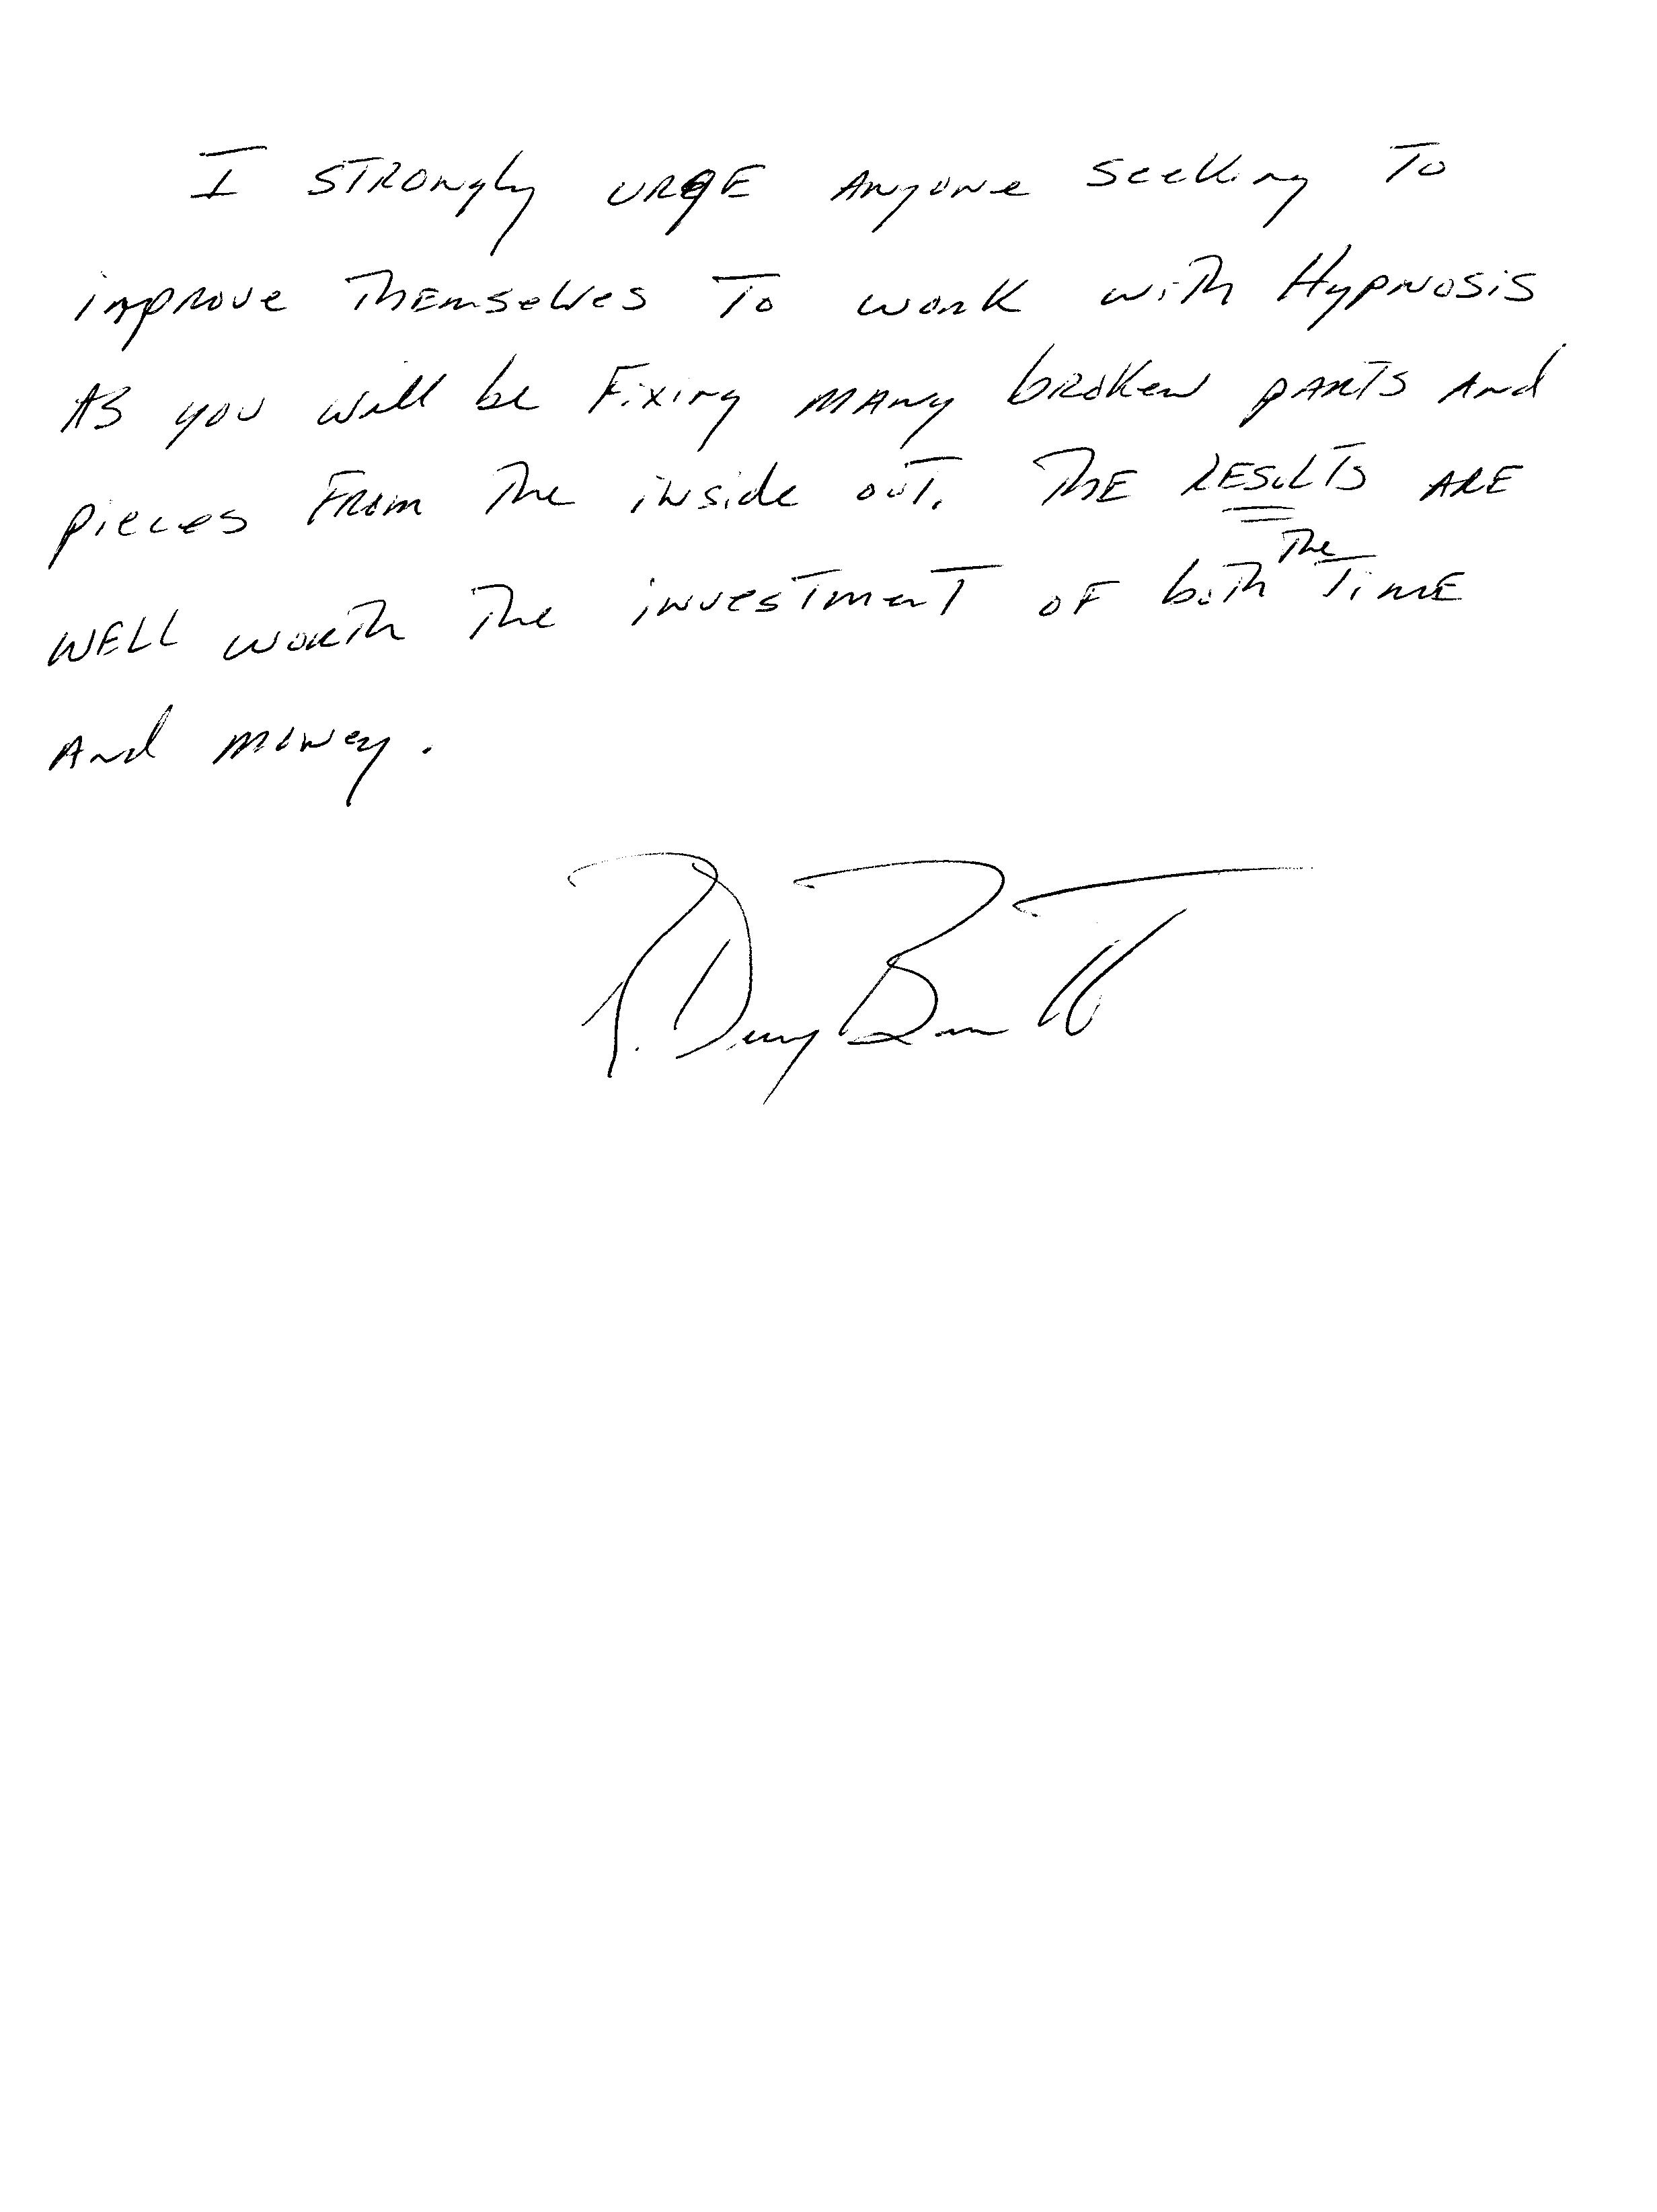 I STRONGLY URGE ANYONE Seeking To
improve ThEmselves To work with HypNosis
AS you will be Fixing MANy bROKen pARTS And
pieces FROm The inside ouT. ThE RESuLTS ARE
WELL worth The investmenT oF both The TimE
And money.